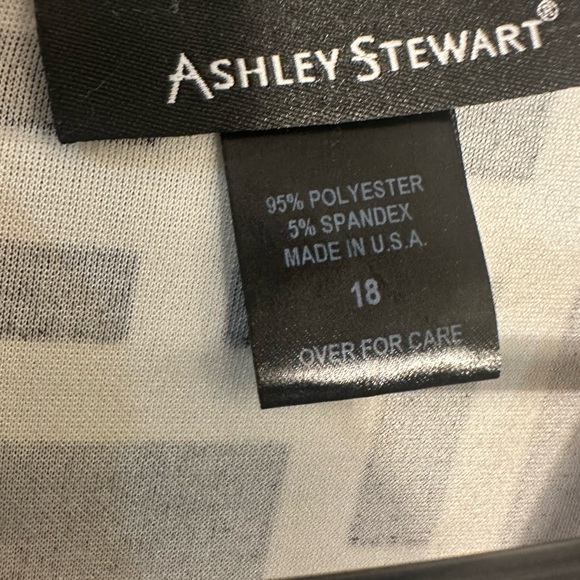 ASHLEY STEWART®
95% POLYESTER
5% SPANDEX
MADE IN U.S.A.
18
OVER FOR CARE